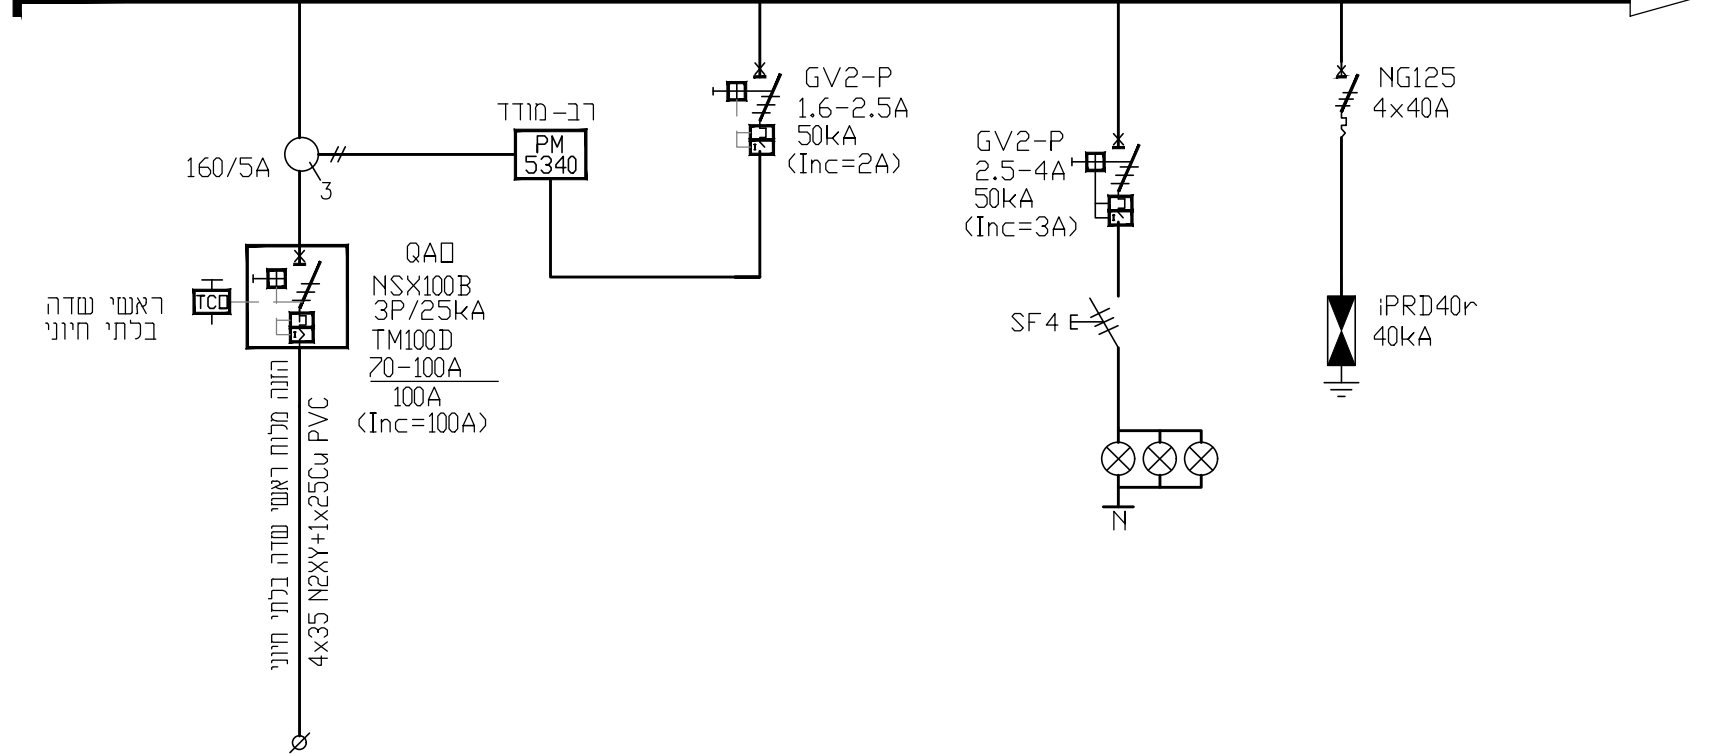 160/5A
3
רב-מודד
PM
5340
GV2-P
1.6-2.5A
50kA
(Inc=2A)
GV2-P
2.5-4A
50kA
(Inc=3A)
NG125
4x40A
QA0
NSX100B
3P/25kA
TM100D
70-100A
100A
(Inc=100A)
TC0
ראשי שדה
בלתי חיוני
הזנה מלוח ראשי שדה בלתי חיוני
4x35 N2XY+1x25Cu PVC
SF4
N
iPRD40r
40kA